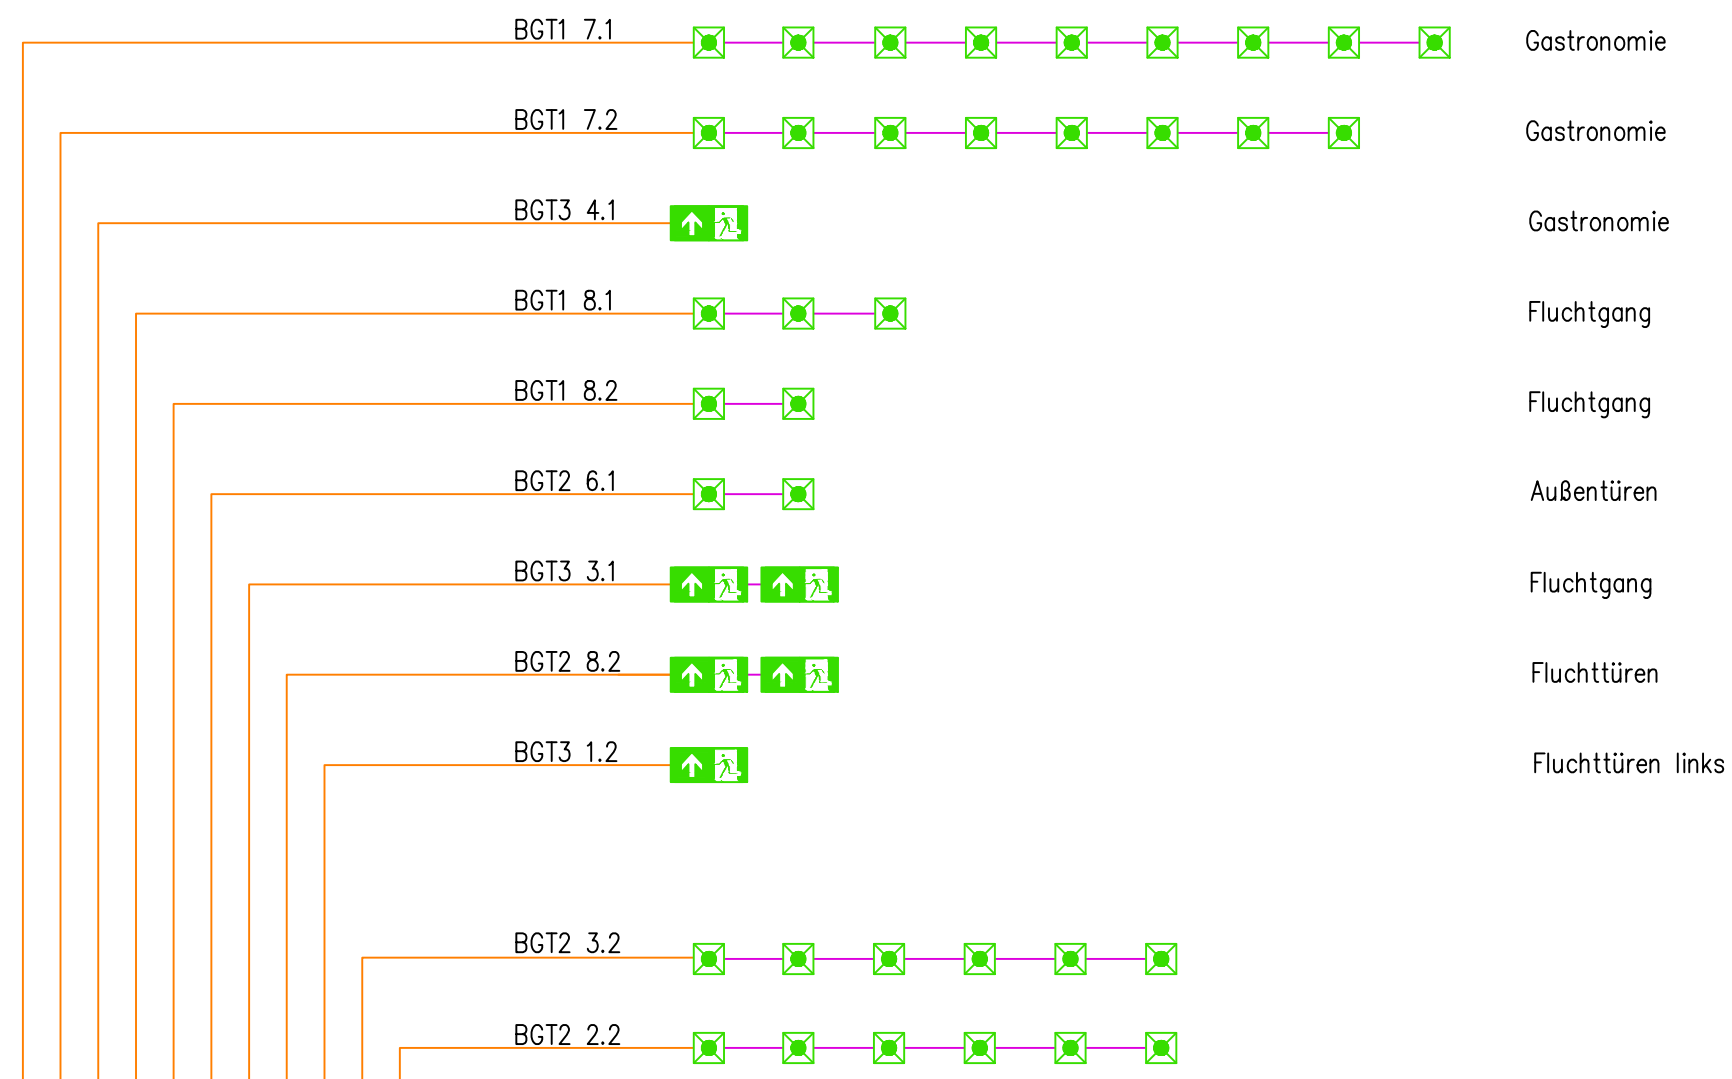 BGT1 7.1 Gastronomie
BGT1 7.2 Gastronomie
BGT3 4.1 Gastronomie
BGT1 8.1 Fluchtgang
BGT1 8.2 Fluchtgang
BGT2 6.1 Außentüren
BGT3 3.1 Fluchtgang
BGT2 8.2 Fluchttüren
BGT3 1.2 Fluchttüren links
BGT2 3.2
BGT2 2.2